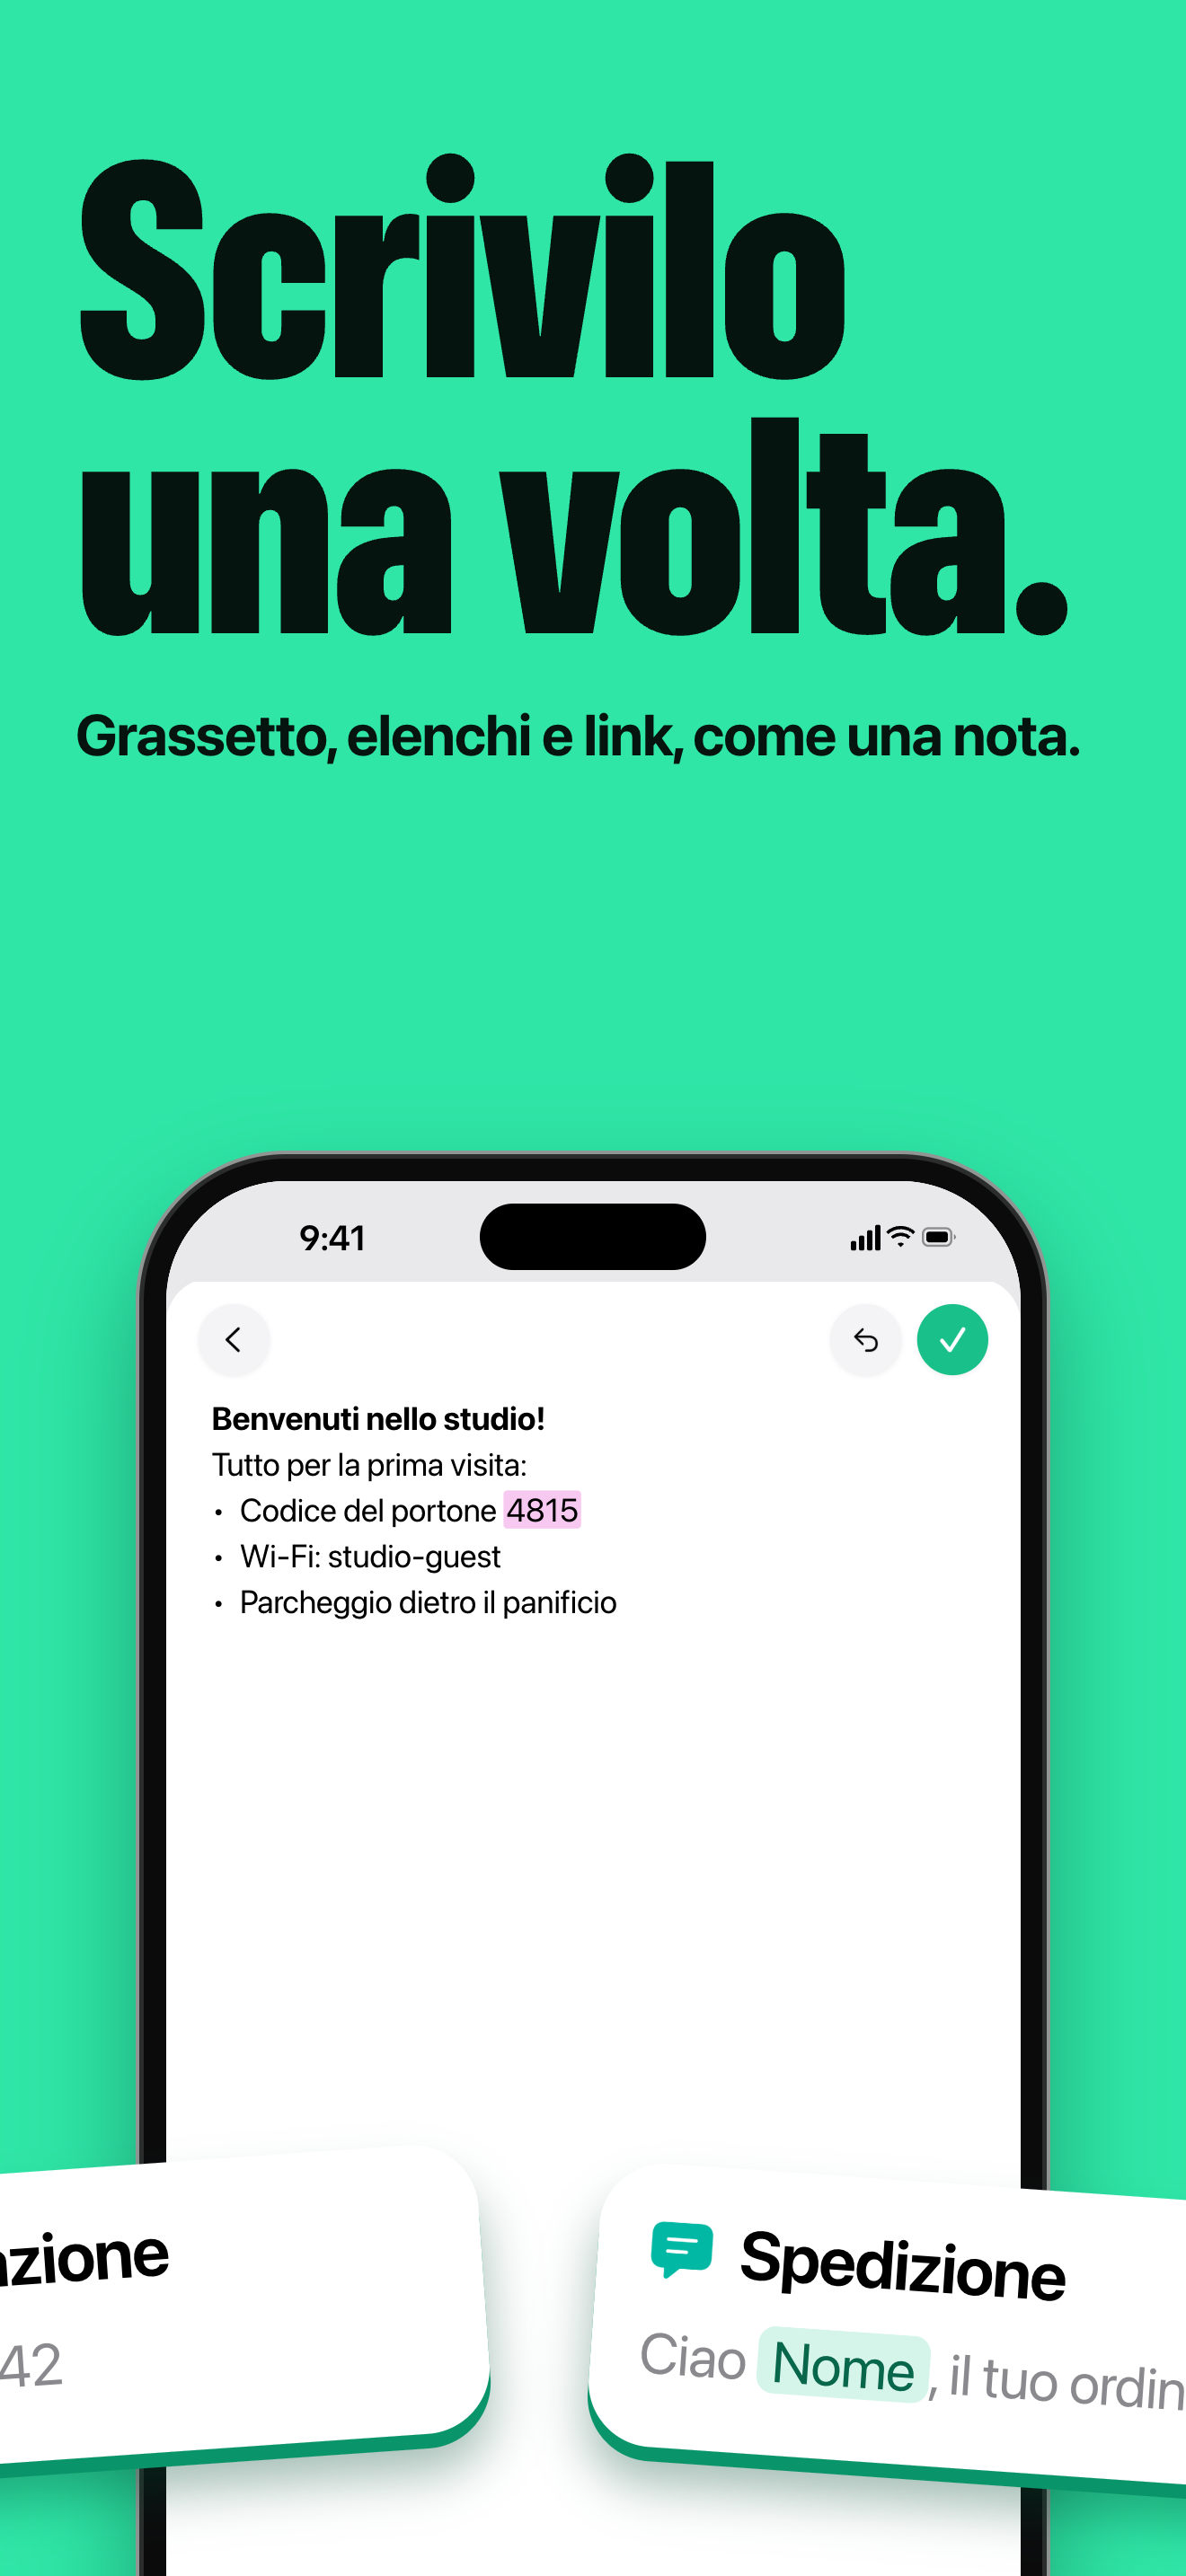 Scrivilo
una volta.
Grassetto, elenchi e link, come una nota.
9:41
Benvenuti nello studio!
Tutto per la prima visita:
• Codice del portone 4815
• Wi-Fi: studio-guest
• Parcheggio dietro il panificio
azione
42
Spedizione
Ciao Nome, il tuo ordin